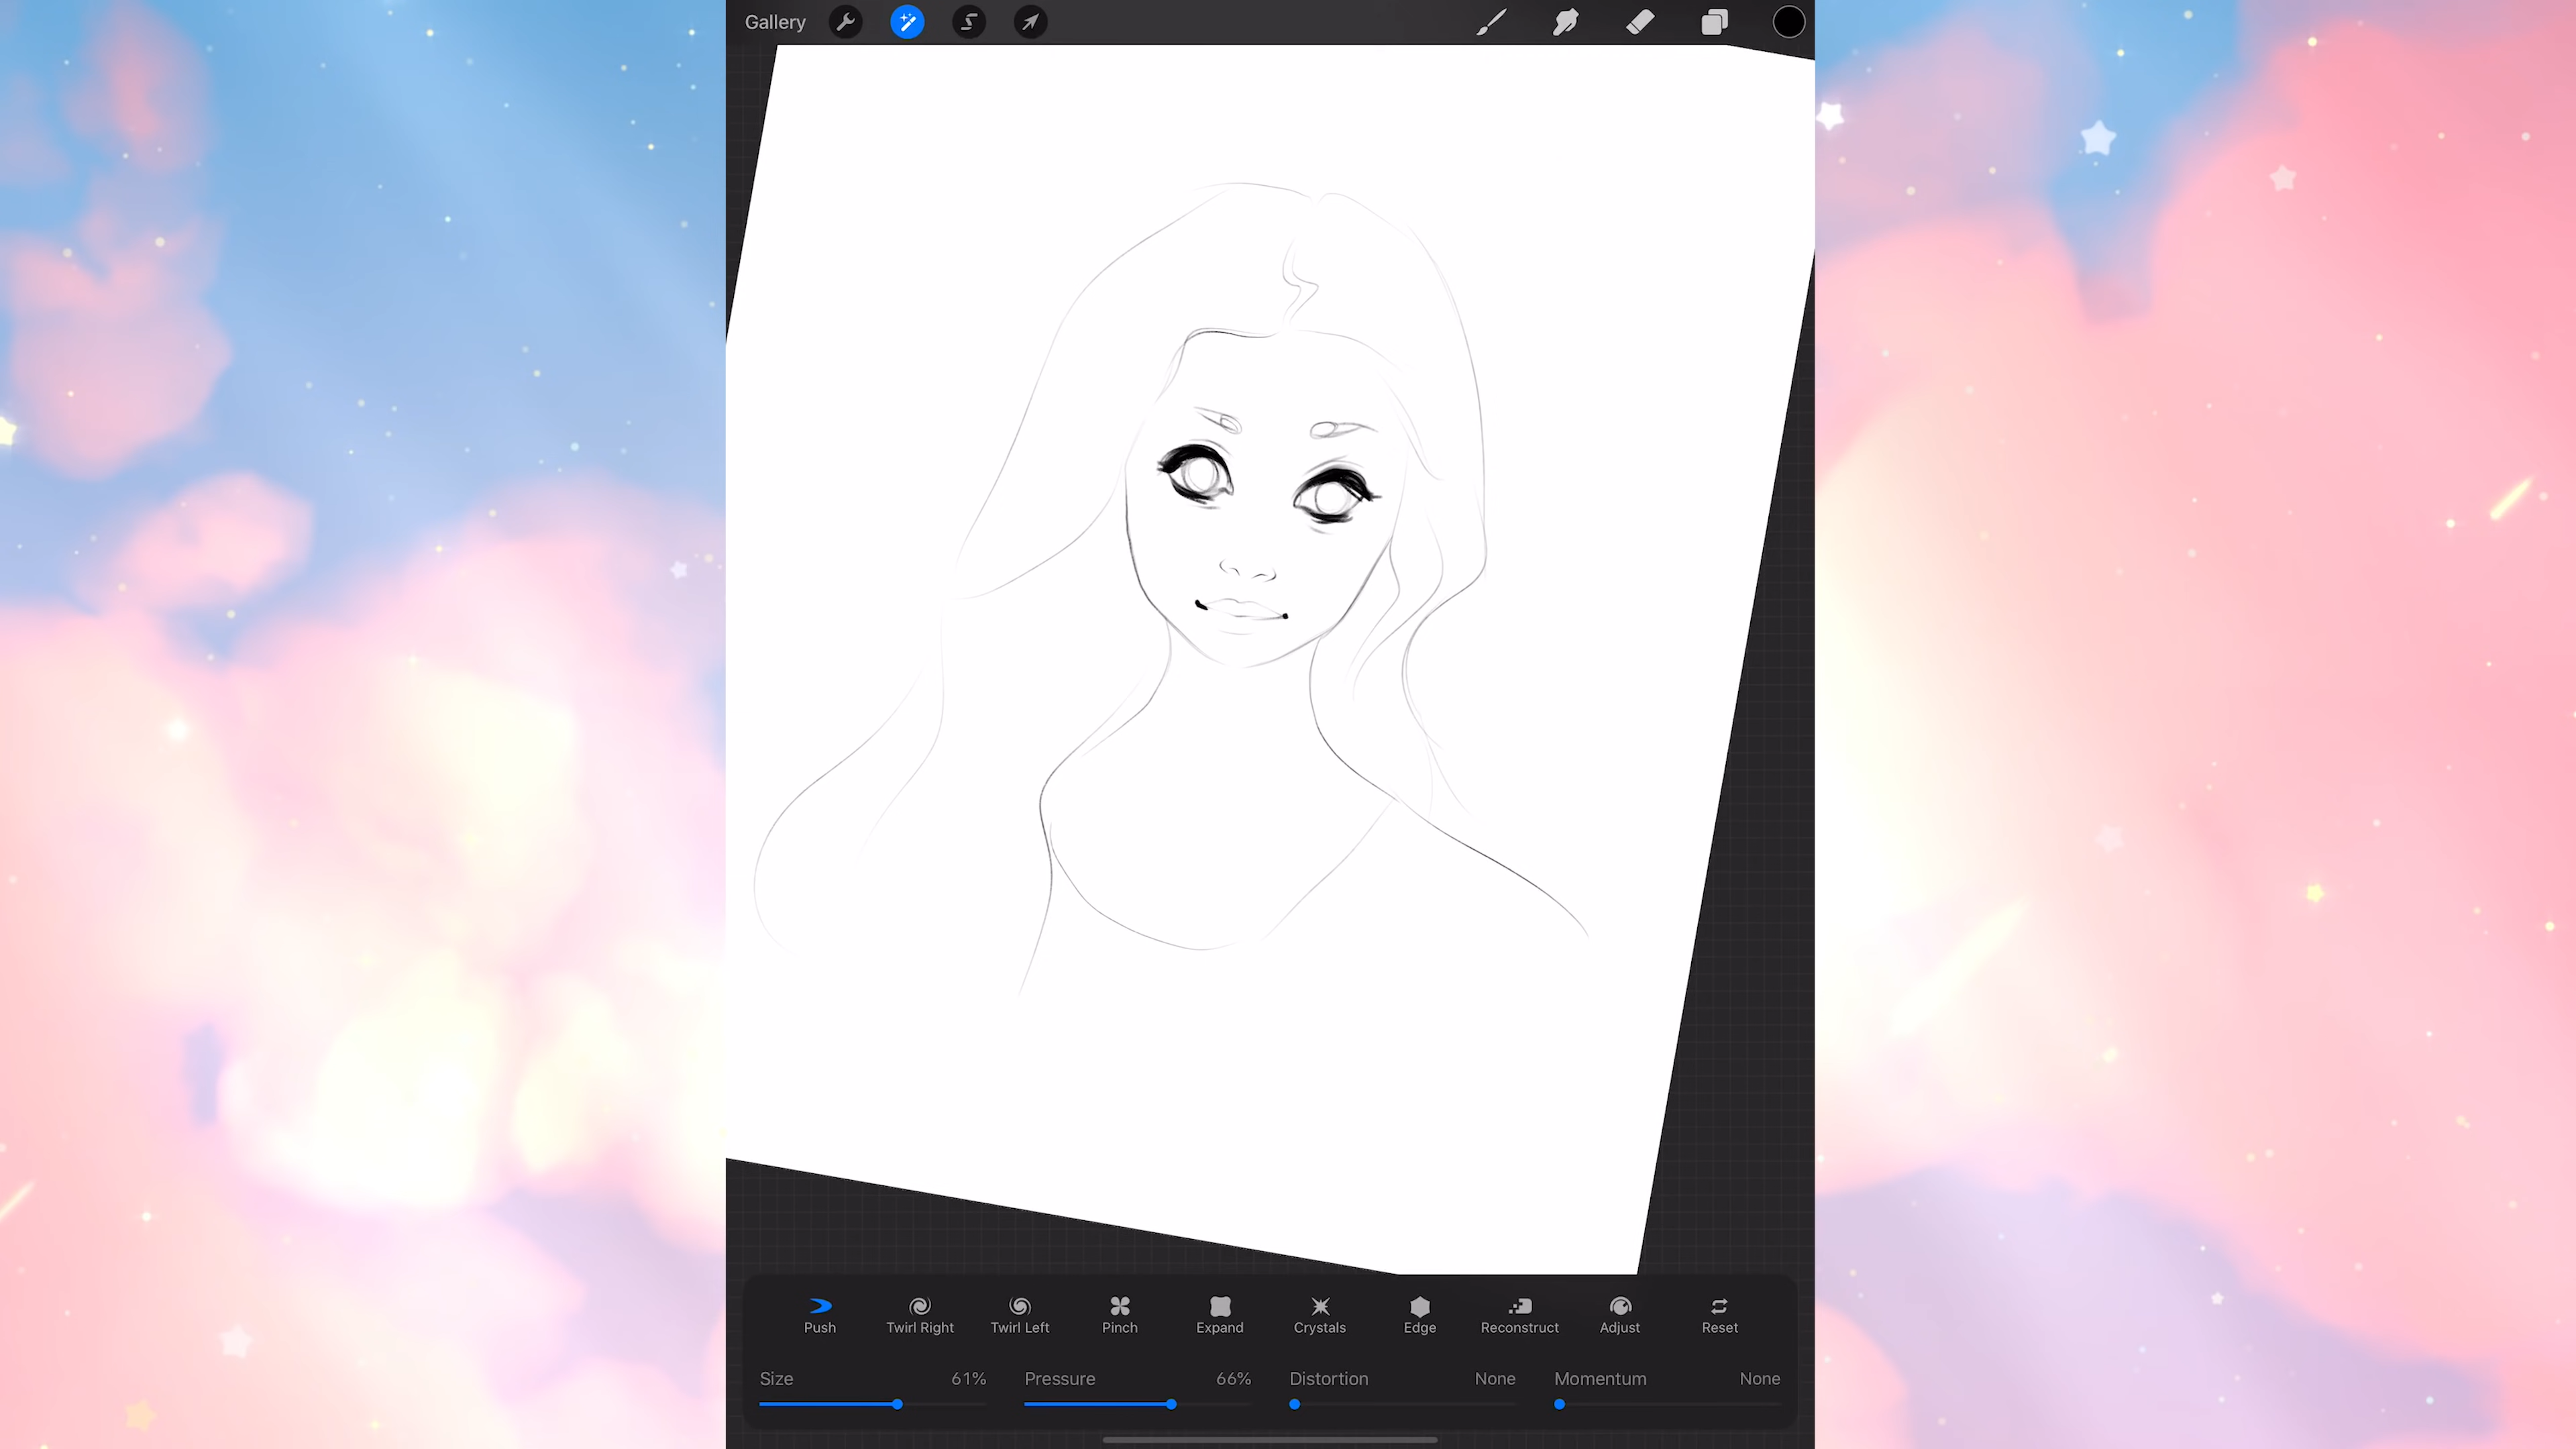 Gallery
Push Twirl Right Twirl Left Pinch Expand Crystals Edge Reconstruct Adjust Reset
Size 61% Pressure 66% Distortion None Momentum None